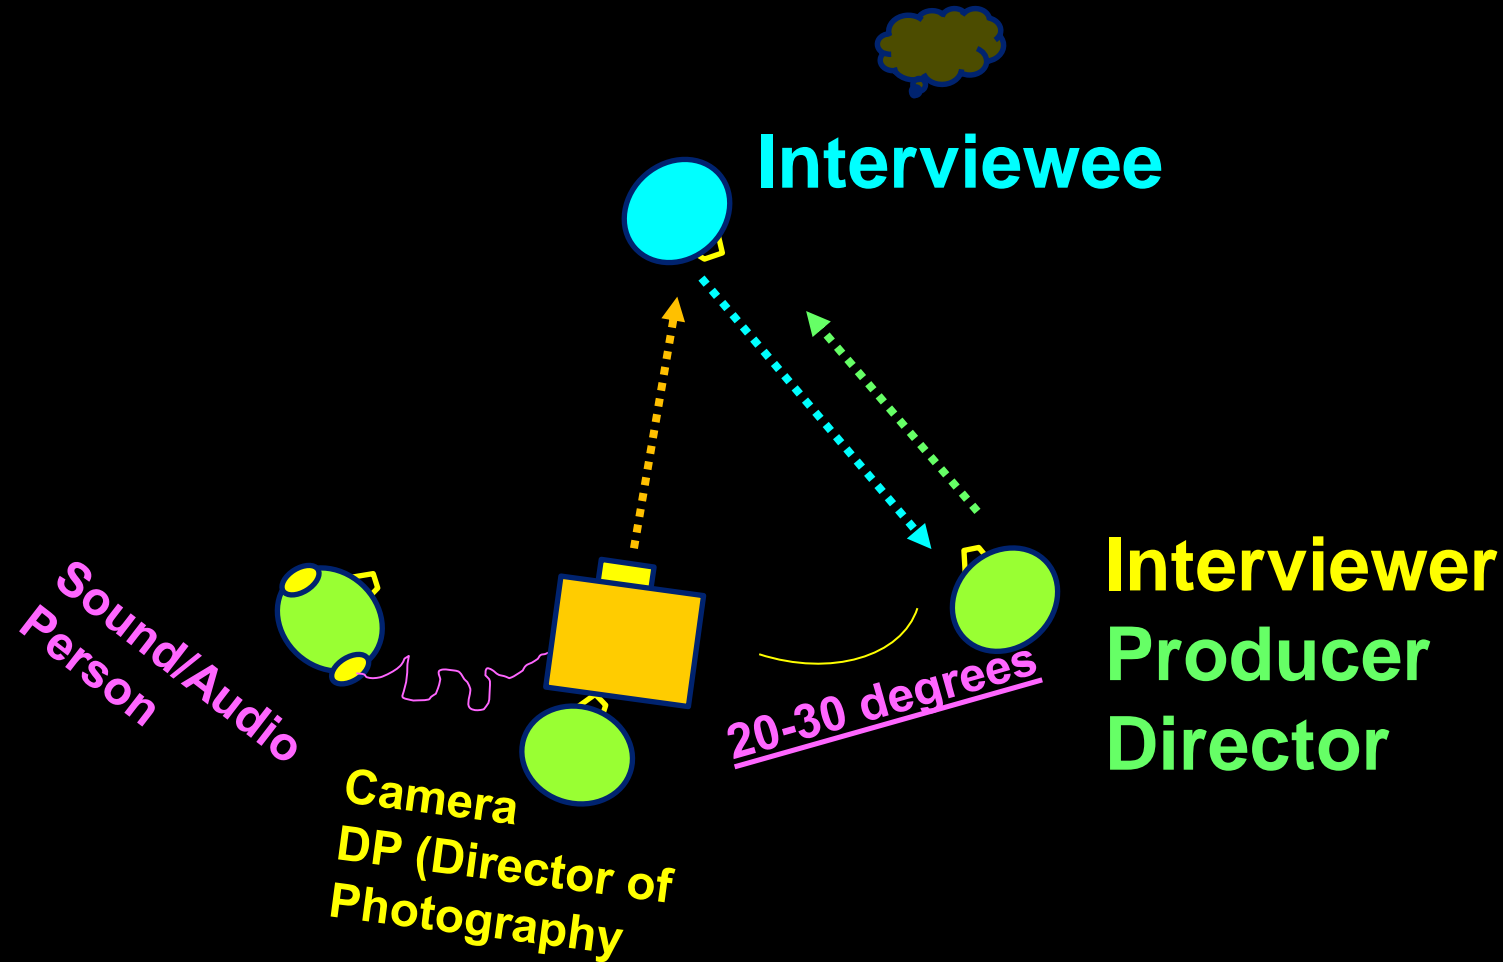 Interviewee
Interviewer
Producer
Director
Sound/Audio
Person
20-30 degrees
Camera
DP (Director of
Photography